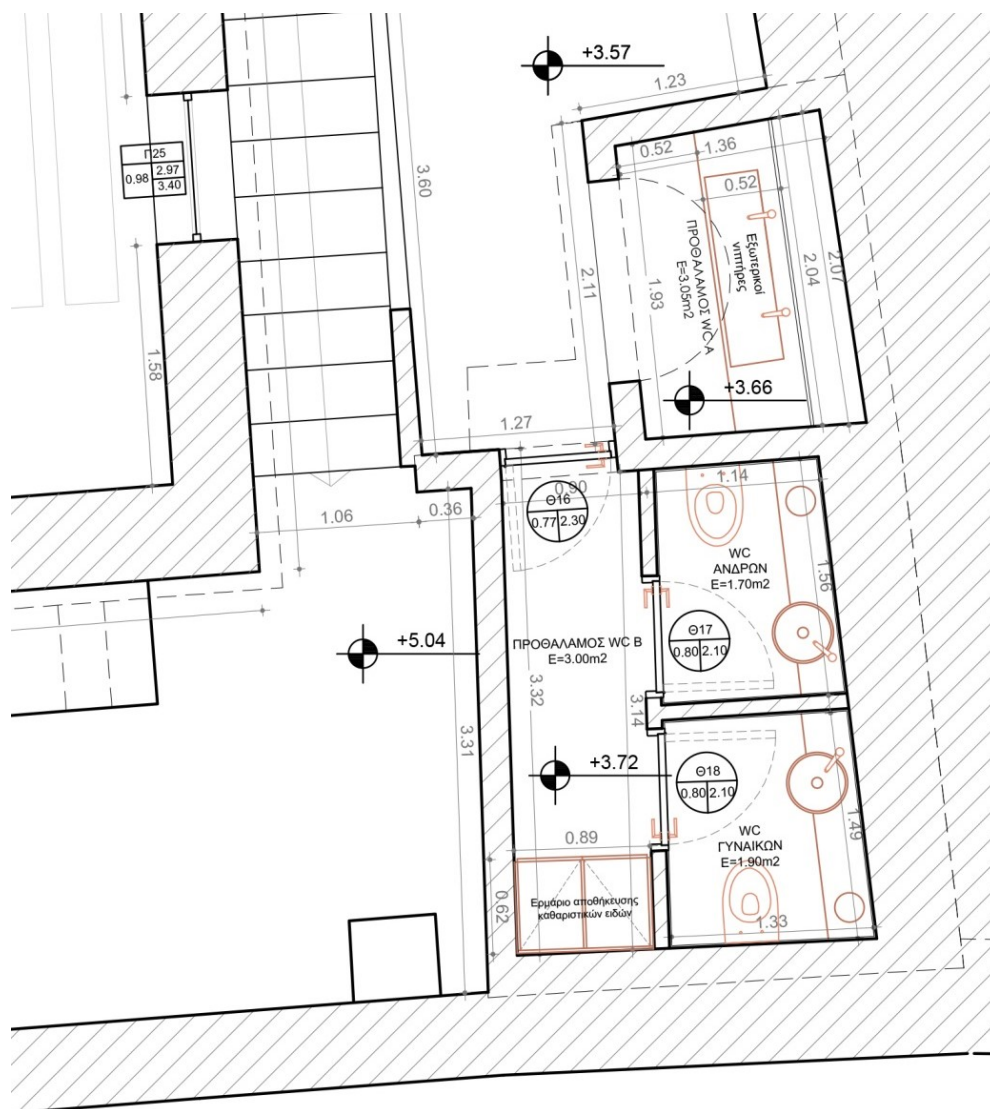 +3.57
1.23
Π25
0.98
2.97
3.40
0.52
1.36
0.52
3.60
Εξωτερικοί
νιπτήρες
ΠΡΟΘΑΛΑΜΟΣ WC A
E=3.05m2
2.11
1.93
2.04
2.07
1.58
+3.66
1.27
1.14
0.90
Θ16
0.77
2.30
1.06
0.36
WC
ΑΝΔΡΩΝ
E=1.70m2
1.56
Θ17
0.80
2.10
+5.04
ΠΡΟΘΑΛΑΜΟΣ WC B
E=3.00m2
3.32
3.14
3.31
+3.72
Θ18
0.80
2.10
WC
ΓΥΝΑΙΚΩΝ
E=1.90m2
1.49
0.89
0.62
Ερμάριο αποθήκευσης
καθαριστικών ειδών
1.33